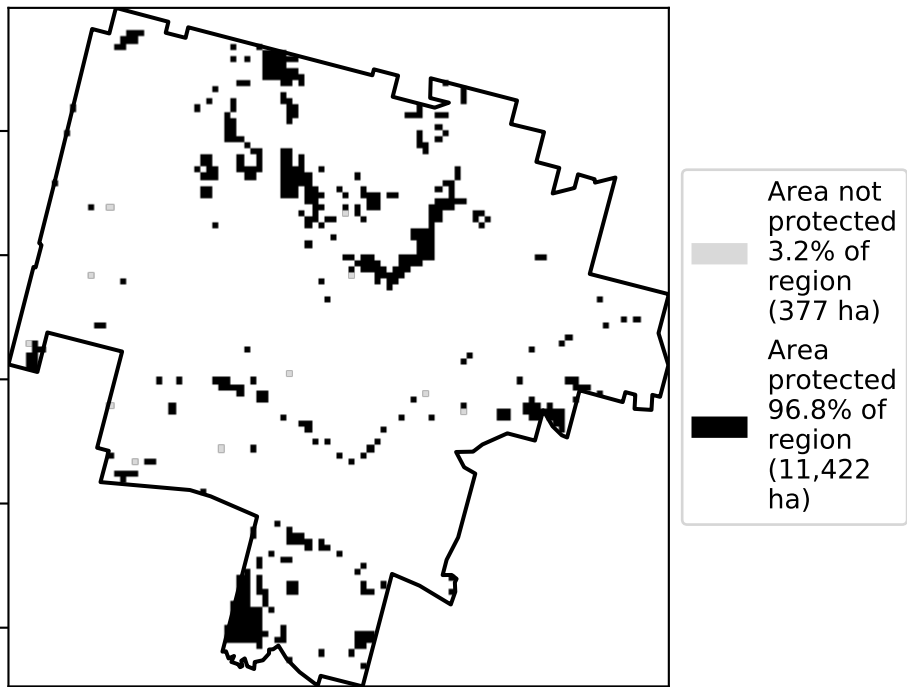 Area not
protected
3.2% of
region
(377 ha)
Area
protected
96.8% of
region
(11,422
ha)